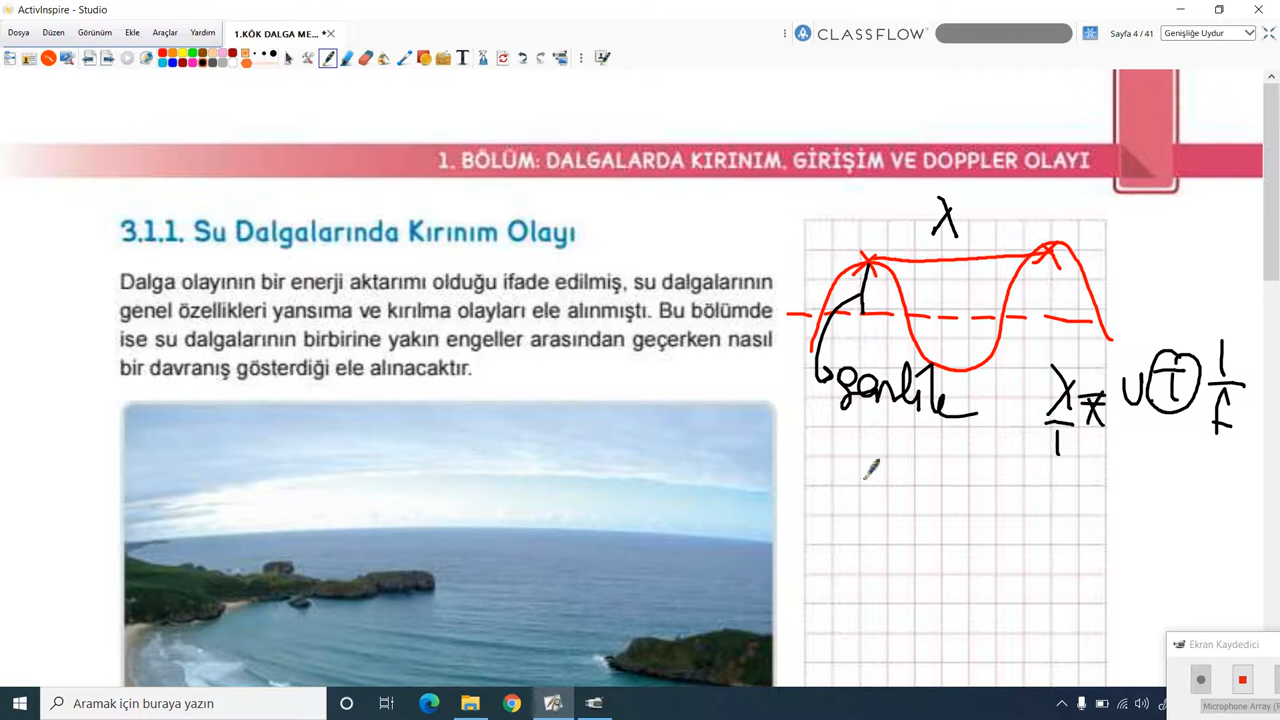 ActivInspire - Studio
Dosya Düzen Görünüm Ekle Araçlar Yardım
1.KÖK DALGA ME... *
CLASSFLOW
Sayfa 4 / 41
Genişliğe Uydur
1. BÖLÜM: DALGALARDA KIRINIM, GİRİŞİM VE DOPPLER OLAYI
3.1.1. Su Dalgalarında Kırınım Olayı
Dalga olayının bir enerji aktarımı olduğu ifade edilmiş, su dalgalarının
genel özellikleri yansıma ve kırılma olayları ele alınmıştı. Bu bölümde
ise su dalgalarının birbirine yakın engeller arasından geçerken nasıl
bir davranış gösterdiği ele alınacaktır.
λ
genlik
λ = υ T 1
1 f
Ekran Kaydedici
Microphone Array (R
Aramak için buraya yazın